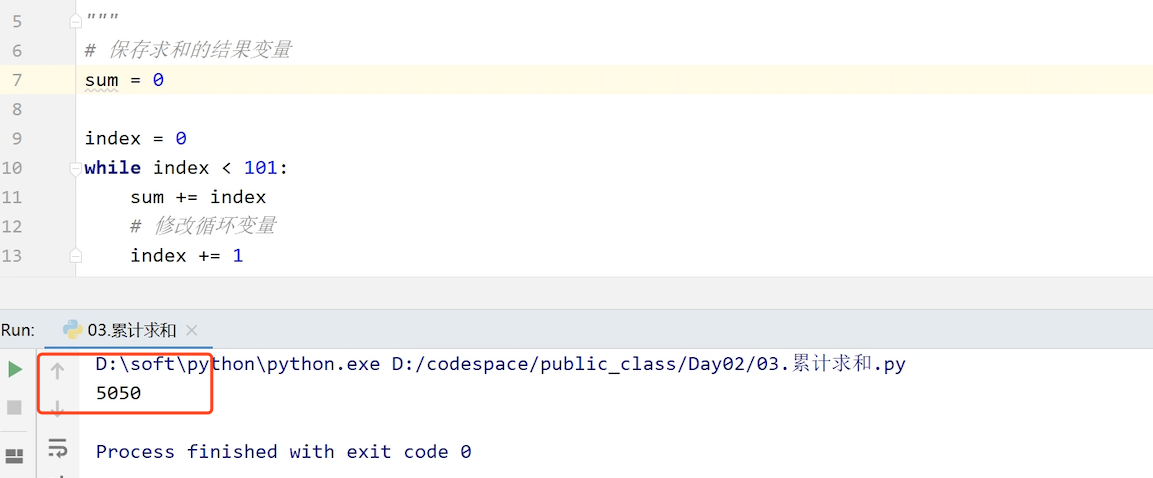 5 """
6 # 保存求和的结果变量
7 sum = 0
8
9 index = 0
10 while index < 101:
11     sum += index
12     # 修改循环变量
13     index += 1
Run: 03.累计求和
D:\soft\python\python.exe D:/codespace/public_class/Day02/03.累计求和.py
5050
Process finished with exit code 0